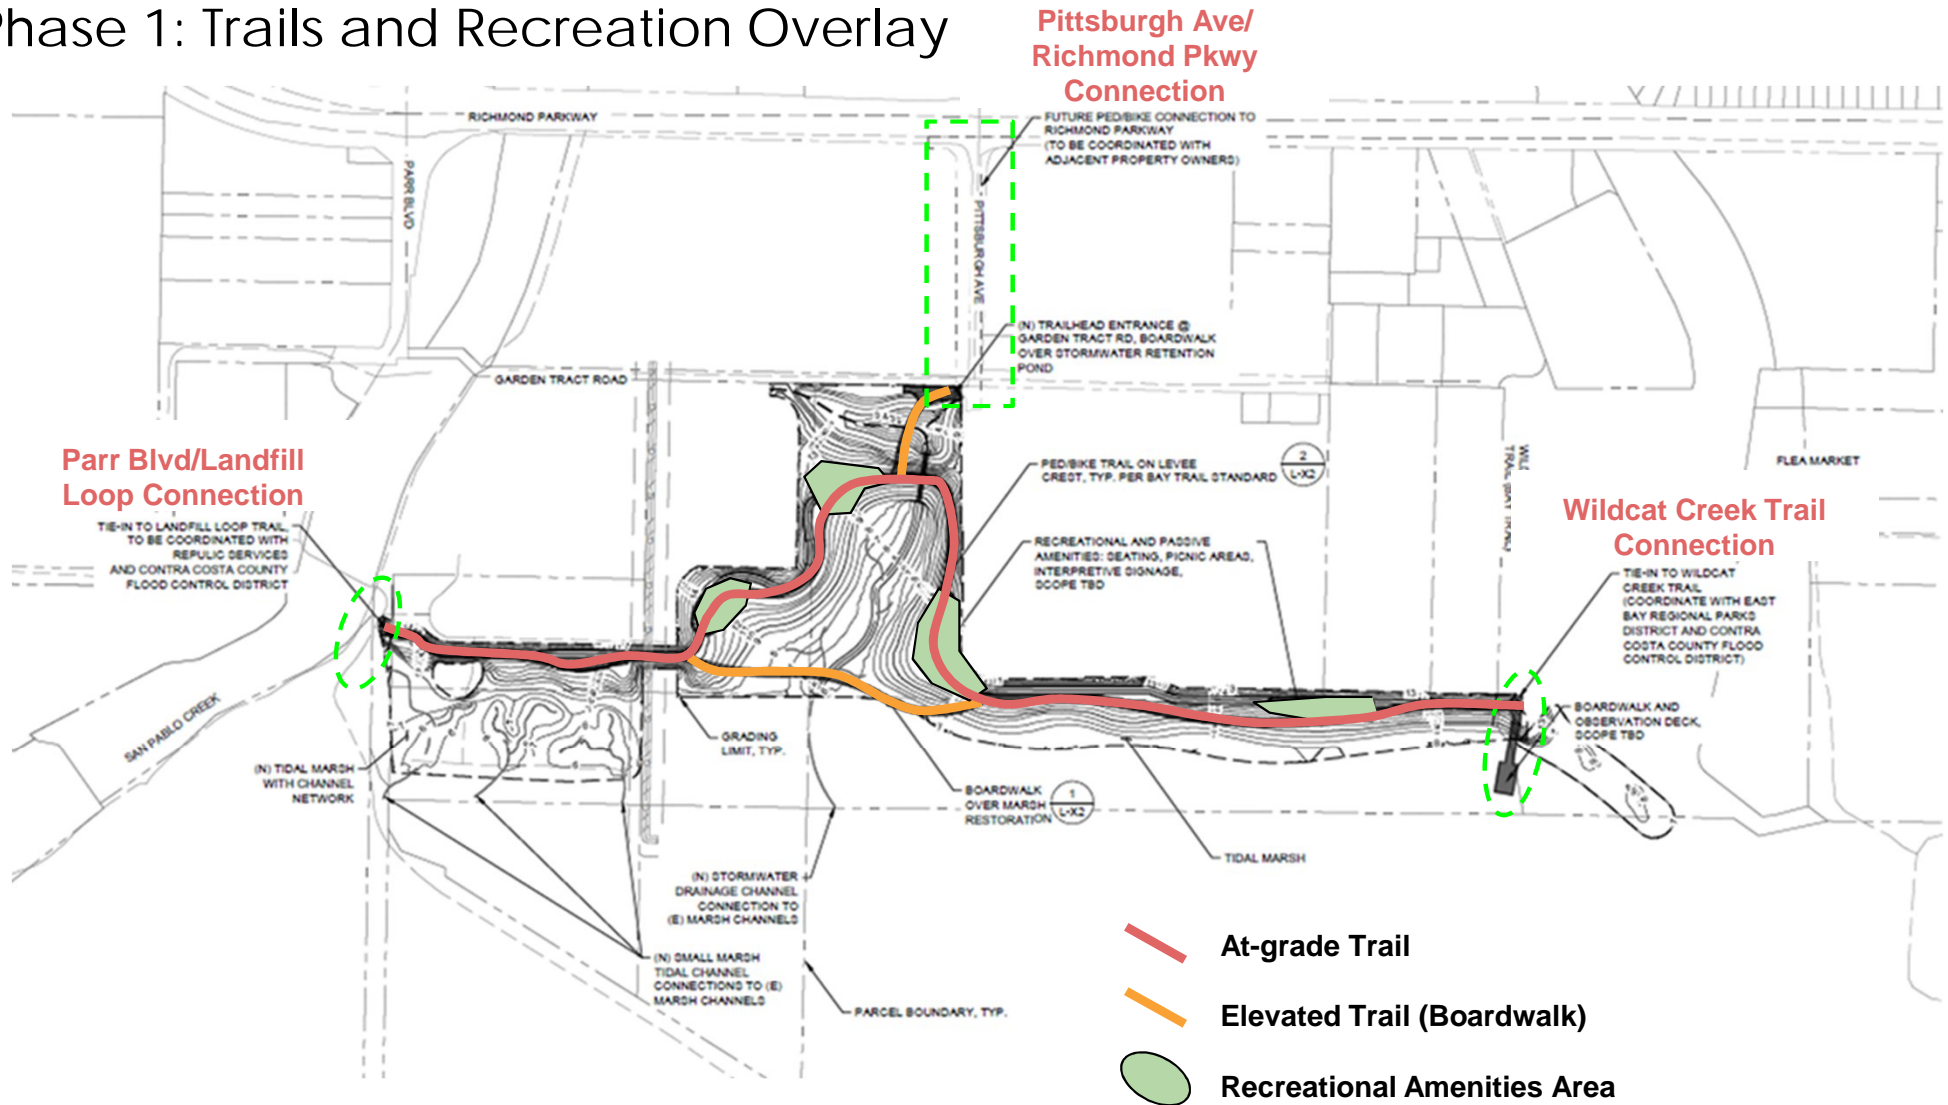 Phase 1: Trails and Recreation Overlay
Pittsburgh Ave/
Richmond Pkwy
Connection
RICHMOND PARKWAY
FUTURE PED/BIKE CONNECTION TO
RICHMOND PARKWAY
(TO BE COORDINATED WITH
ADJACENT PROPERTY OWNERS)
PARR BLVD
PITTSBURGH AVE
(N) TRAILHEAD ENTRANCE @
GARDEN TRACT RD, BOARDWALK
OVER STORMWATER RETENTION
POND
GARDEN TRACT ROAD
Parr Blvd/Landfill
Loop Connection
TIE-IN TO LANDFILL LOOP TRAIL,
TO BE COORDINATED WITH
REPULIC SERVICES
AND CONTRA COSTA COUNTY
FLOOD CONTROL DISTRICT
PED/BIKE TRAIL ON LEVEE
CREST, TYP. PER BAY TRAIL STANDARD
2
L-X2
FLEA MARKET
Wildcat Creek Trail
Connection
RECREATIONAL AND PASSIVE
AMENITIES: SEATING, PICNIC AREAS,
INTERPRETIVE SIGNAGE,
SCOPE TBD
TIE-IN TO WILDCAT
CREEK TRAIL
(COORDINATE WITH EAST
BAY REGIONAL PARKS
DISTRICT AND CONTRA
COSTA COUNTY FLOOD
CONTROL DISTRICT)
SAN PABLO CREEK
BOARDWALK AND
OBSERVATION DECK,
SCOPE TBD
GRADING
LIMIT, TYP.
(N) TIDAL MARSH
WITH CHANNEL
NETWORK
BOARDWALK
OVER MARSH
RESTORATION
1
L-X2
TIDAL MARSH
(N) STORMWATER
DRAINAGE CHANNEL
CONNECTION TO
(E) MARSH CHANNELS
(N) SMALL MARSH
TIDAL CHANNEL
CONNECTIONS TO (E)
MARSH CHANNELS
PARCEL BOUNDARY, TYP.
At-grade Trail
Elevated Trail (Boardwalk)
Recreational Amenities Area